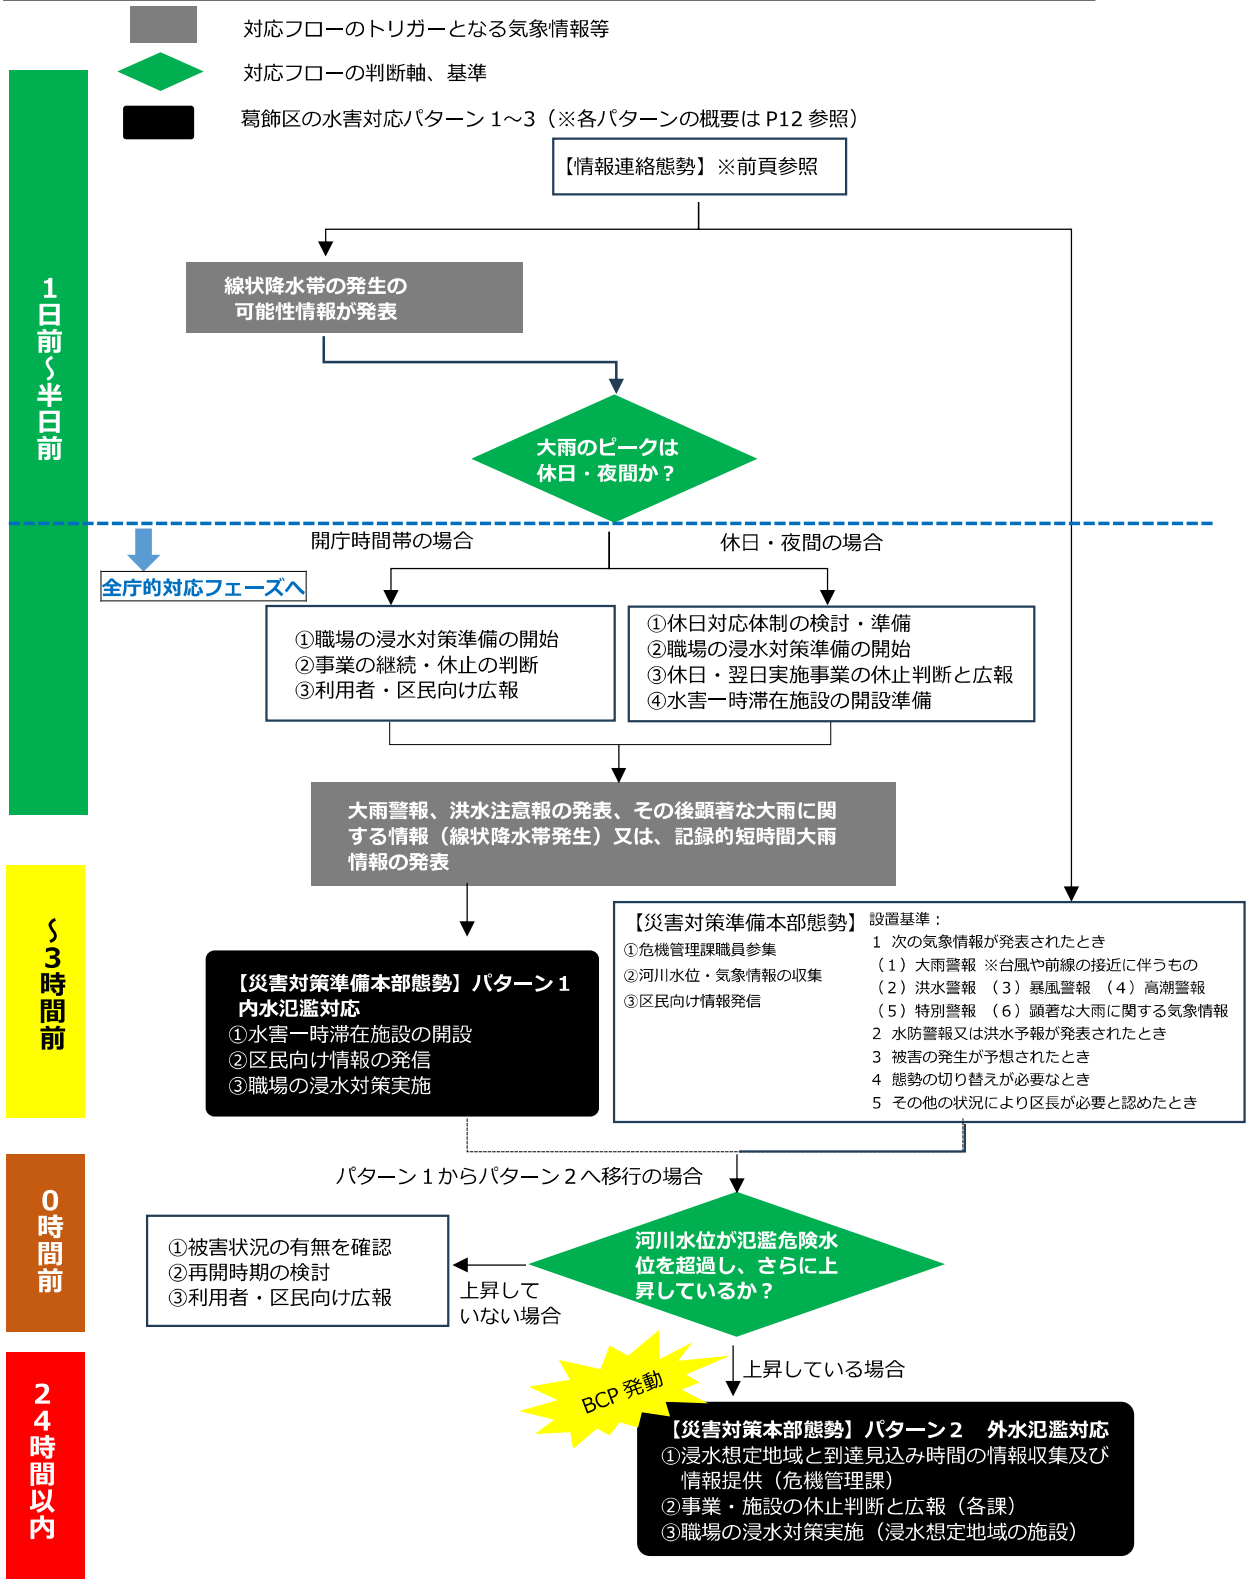 対応フローのトリガーとなる気象情報等
対応フローの判断軸、基準
葛飾区の水害対応パターン1～3（※各パターンの概要は P12 参照）
【情報連絡態勢】※前頁参照
1日前～半日前
線状降水帯の発生の
可能性情報が発表
大雨のピークは
休日・夜間か？
開庁時間帯の場合
休日・夜間の場合
全庁的対応フェーズへ
①職場の浸水対策準備の開始
②事業の継続・休止の判断
③利用者・区民向け広報
①休日対応体制の検討・準備
②職場の浸水対策準備の開始
③休日・翌日実施事業の休止判断と広報
④水害一時滞在施設の開設準備
大雨警報、洪水注意報の発表、その後顕著な大雨に関
する情報（線状降水帯発生）又は、記録的短時間大雨
情報の発表
～3時間前
【災害対策準備本部態勢】パターン1
内水氾濫対応
①水害一時滞在施設の開設
②区民向け情報の発信
③職場の浸水対策実施
【災害対策準備本部態勢】
①危機管理課職員参集
②河川水位・気象情報の収集
③区民向け情報発信
設置基準：
1 次の気象情報が発表されたとき
（1）大雨警報 ※台風や前線の接近に伴うもの
（2）洪水警報 （3）暴風警報 （4）高潮警報
（5）特別警報 （6）顕著な大雨に関する気象情報
2 水防警報又は洪水予報が発表されたとき
3 被害の発生が予想されたとき
4 態勢の切り替えが必要なとき
5 その他の状況により区長が必要と認めたとき
パターン1からパターン2へ移行の場合
0時間前
河川水位が氾濫危険水
位を超過し、さらに上
昇しているか？
①被害状況の有無を確認
②再開時期の検討
③利用者・区民向け広報
上昇して
いない場合
上昇している場合
BCP 発動
24時間以内
【災害対策本部態勢】パターン2　外水氾濫対応
①浸水想定地域と到達見込み時間の情報収集及び
情報提供（危機管理課）
②事業・施設の休止判断と広報（各課）
③職場の浸水対策実施（浸水想定地域の施設）